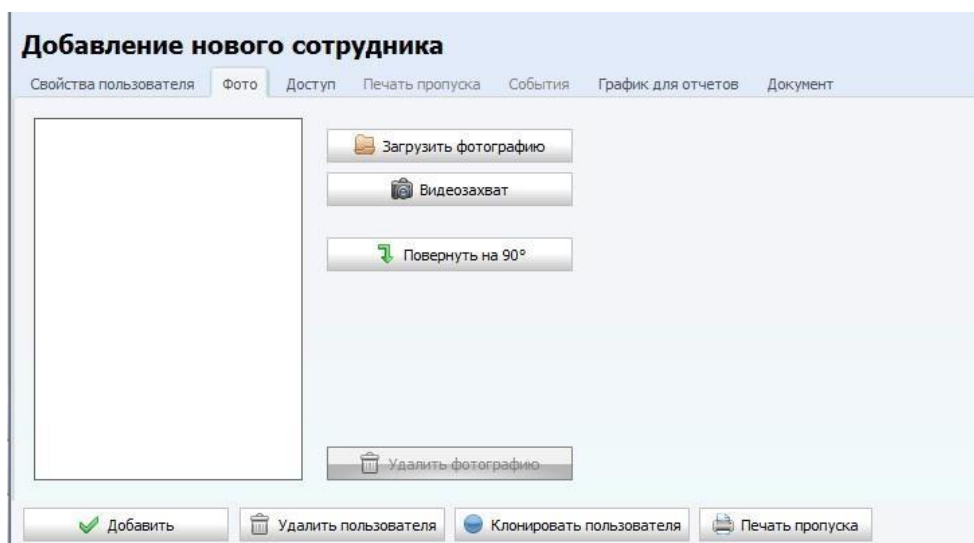 Добавление нового сотрудника
Свойства пользователя Фото Доступ Печать пропуска События График для отчетов Документ
Загрузить фотографию
Видеозахват
Повернуть на 90°
Удалить фотографию
Добавить Удалить пользователя Клонировать пользователя Печать пропуска